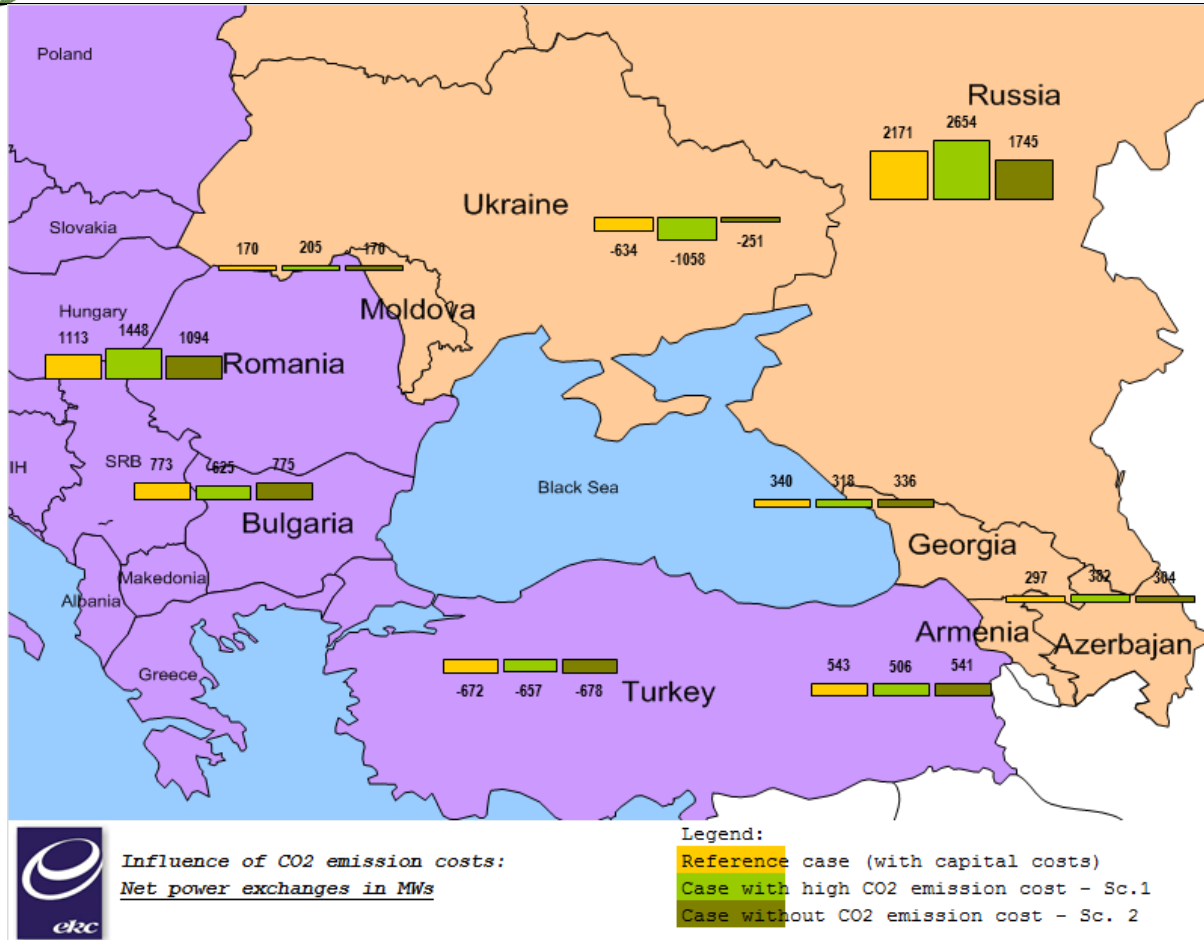 Poland
Russia
2171
2654
1745
Ukraine
Slovakia
-634
-1058
-251
170
205
170
Moldova
Hungary
1113
1448
1094
Romania
SRB
IH
773
625
775
Bulgaria
Black Sea
340
318
336
Georgia
Makedonia
Albania
297
382
304
Armenia
Azerbajan
Greece
-672
-657
-678
Turkey
543
506
541
ekc
Influence of CO2 emission costs:
Net power exchanges in MWs
Legend:
Reference case (with capital costs)
Case with high CO2 emission cost - Sc.1
Case without CO2 emission cost - Sc. 2